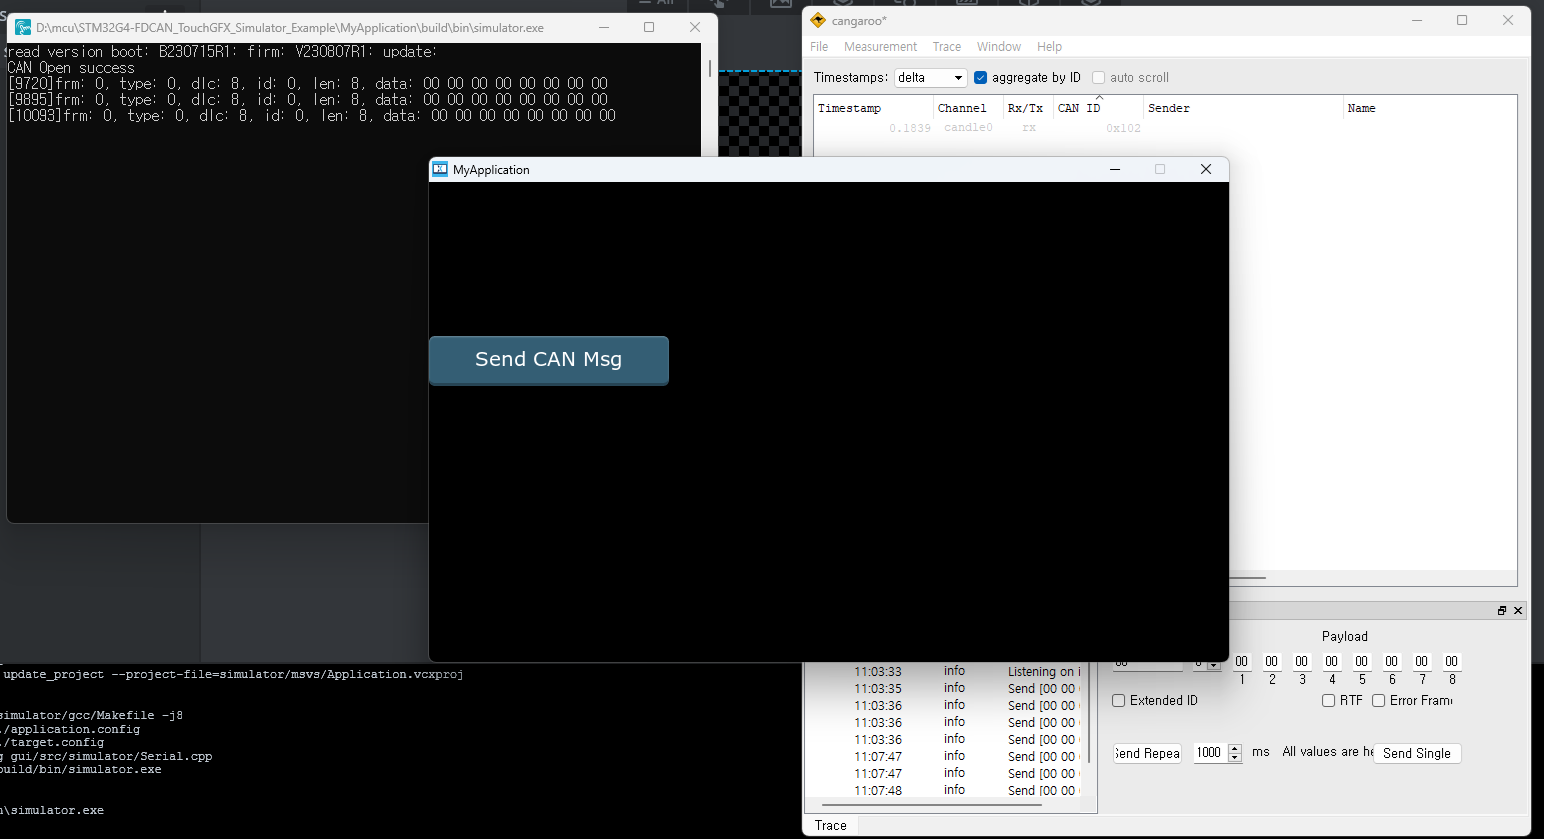 D:\mcu\STM32G4-FDCAN_TouchGFX_Simulator_Example\MyApplication\build\bin\simulator.exe
read version boot: B230715R1: firm: V230807R1: update:
CAN Open success
[9720]frm: 0, type: 0, dlc: 8, id: 0, len: 8, data: 00 00 00 00 00 00 00 00
[9895]frm: 0, type: 0, dlc: 8, id: 0, len: 8, data: 00 00 00 00 00 00 00 00
[10093]frm: 0, type: 0, dlc: 8, id: 0, len: 8, data: 00 00 00 00 00 00 00 00
cangaroo*
File Measurement Trace Window Help
Timestamps: delta aggregate by ID auto scroll
Timestamp Channel Rx/Tx CAN ID Sender Name
0.1839 candle0 rx 0x102
MyApplication
Send CAN Msg
update_project --project-file=simulator/msvs/Application.vcxproj
simulator/gcc/Makefile -j8
./application.config
./target.config
g gui/src/simulator/Serial.cpp
build/bin/simulator.exe
n\simulator.exe
11:03:33 info Listening on i
11:03:35 info Send [00 00
11:03:36 info Send [00 00
11:03:36 info Send [00 00
11:03:36 info Send [00 00
11:07:47 info Send [00 00
11:07:47 info Send [00 00
11:07:48 info Send [00 00
Payload
00 00 00 00 00 00 00 00
1 2 3 4 5 6 7 8
Extended ID RTF Error Fram
end Repea 1000 ms All values are he Send Single
Trace